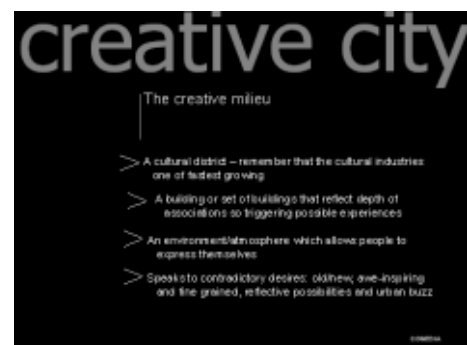 creative city
The creative milieu
A cultural district – remember that the cultural industries
one of fastest growing
A building or set of buildings that reflect depth of
associations so triggering possible experiences
An environment/atmosphere which allows people to
express themselves
Speaks to contradictory desires: old/new; awe-inspiring
and fine grained, reflective possibilities and urban buzz
COMEDIA